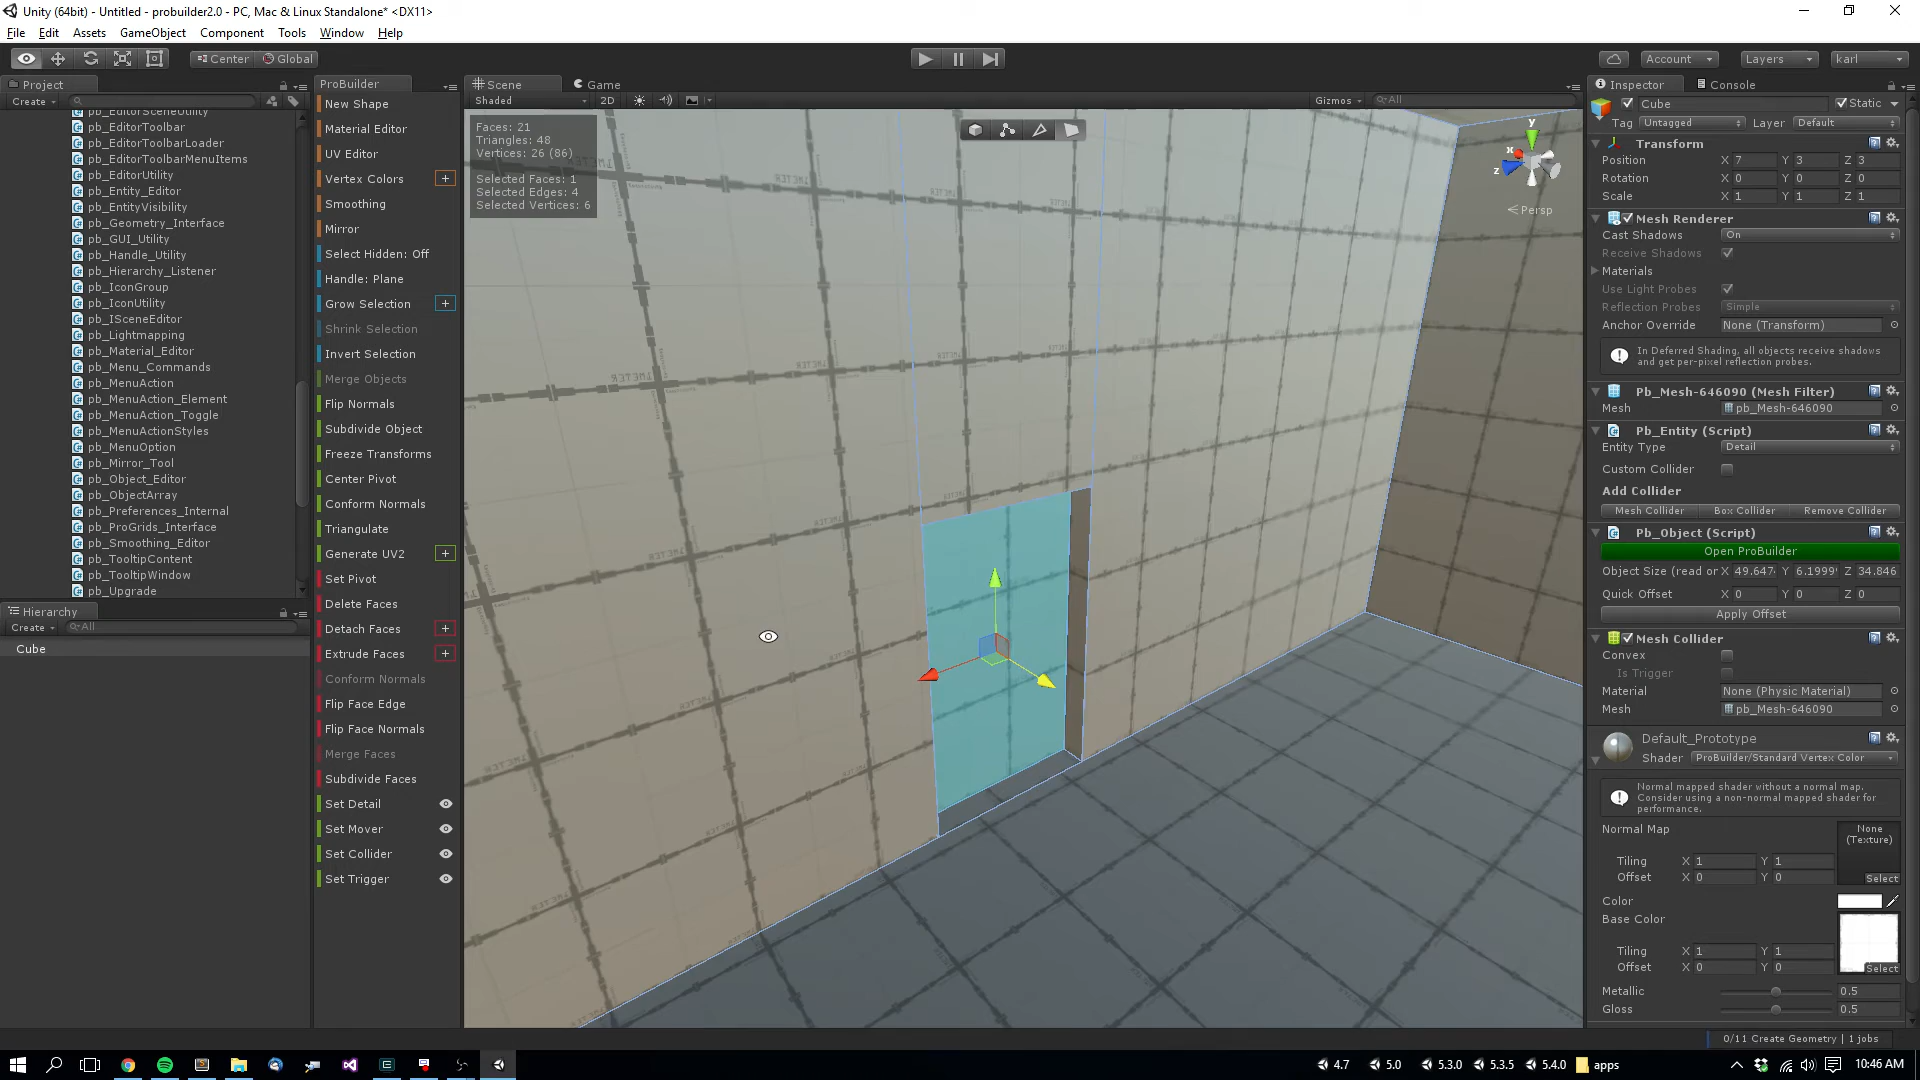 Unity (64bit) - Untitled - probuilder2.0 - PC, Mac & Linux Standalone* <DX11>
File Edit Assets GameObject Component Tools Window Help
Center Global
Account Layers karl
Project
Create
pb_EditorSceneUtility
pb_EditorToolbar
pb_EditorToolbarLoader
pb_EditorToolbarMenuItems
pb_EditorUtility
pb_Entity_Editor
pb_EntityVisibility
pb_Geometry_Interface
pb_GUI_Utility
pb_Handle_Utility
pb_Hierarchy_Listener
pb_IconGroup
pb_IconUtility
pb_ISceneEditor
pb_Lightmapping
pb_Material_Editor
pb_Menu_Commands
pb_MenuAction
pb_MenuAction_Element
pb_MenuAction_Toggle
pb_MenuActionStyles
pb_MenuOption
pb_Mirror_Tool
pb_Object_Editor
pb_ObjectArray
pb_Preferences_Internal
pb_ProGrids_Interface
pb_Smoothing_Editor
pb_TooltipContent
pb_TooltipWindow
pb_Upgrade
Hierarchy
Create All
Cube
ProBuilder
New Shape
Material Editor
UV Editor
Vertex Colors +
Smoothing
Mirror
Select Hidden: Off
Handle: Plane
Grow Selection +
Shrink Selection
Invert Selection
Merge Objects
Flip Normals
Subdivide Object
Freeze Transforms
Center Pivot
Conform Normals
Triangulate
Generate UV2 +
Set Pivot
Delete Faces
Detach Faces +
Extrude Faces +
Conform Normals
Flip Face Edge
Flip Face Normals
Merge Faces
Subdivide Faces
Set Detail
Set Mover
Set Collider
Set Trigger
Scene Game
Shaded 2D Gizmos All
Faces: 21
Triangles: 48
Vertices: 26 (86)
Selected Faces: 1
Selected Edges: 4
Selected Vertices: 6
y
x
z
Persp
Inspector Console
Cube Static
Tag Untagged Layer Default
Transform
Position X 7 Y 3 Z 3
Rotation X 0 Y 0 Z 0
Scale X 1 Y 1 Z 1
Mesh Renderer
Cast Shadows On
Receive Shadows
Materials
Use Light Probes
Reflection Probes Simple
Anchor Override None (Transform)
In Deferred Shading, all objects receive shadows
and get per-pixel reflection probes.
Pb_Mesh-646090 (Mesh Filter)
Mesh pb_Mesh-646090
Pb_Entity (Script)
Entity Type Detail
Custom Collider
Add Collider
Mesh Collider Box Collider Remove Collider
Pb_Object (Script)
Open ProBuilder
Object Size (read or X 49.647 Y 6.1999 Z 34.846
Quick Offset X 0 Y 0 Z 0
Apply Offset
Mesh Collider
Convex
Is Trigger
Material None (Physic Material)
Mesh pb_Mesh-646090
Default_Prototype
Shader ProBuilder/Standard Vertex Color
Normal mapped shader without a normal map.
Consider using a non-normal mapped shader for
performance.
Normal Map None
(Texture)
Tiling X 1 Y 1
Offset X 0 Y 0 Select
Color
Base Color
Tiling X 1 Y 1
Offset X 0 Y 0 Select
Metallic 0.5
Gloss 0.5
0/11 Create Geometry | 1 jobs
4.7 5.0 5.3.0 5.3.5 5.4.0 apps 10:46 AM